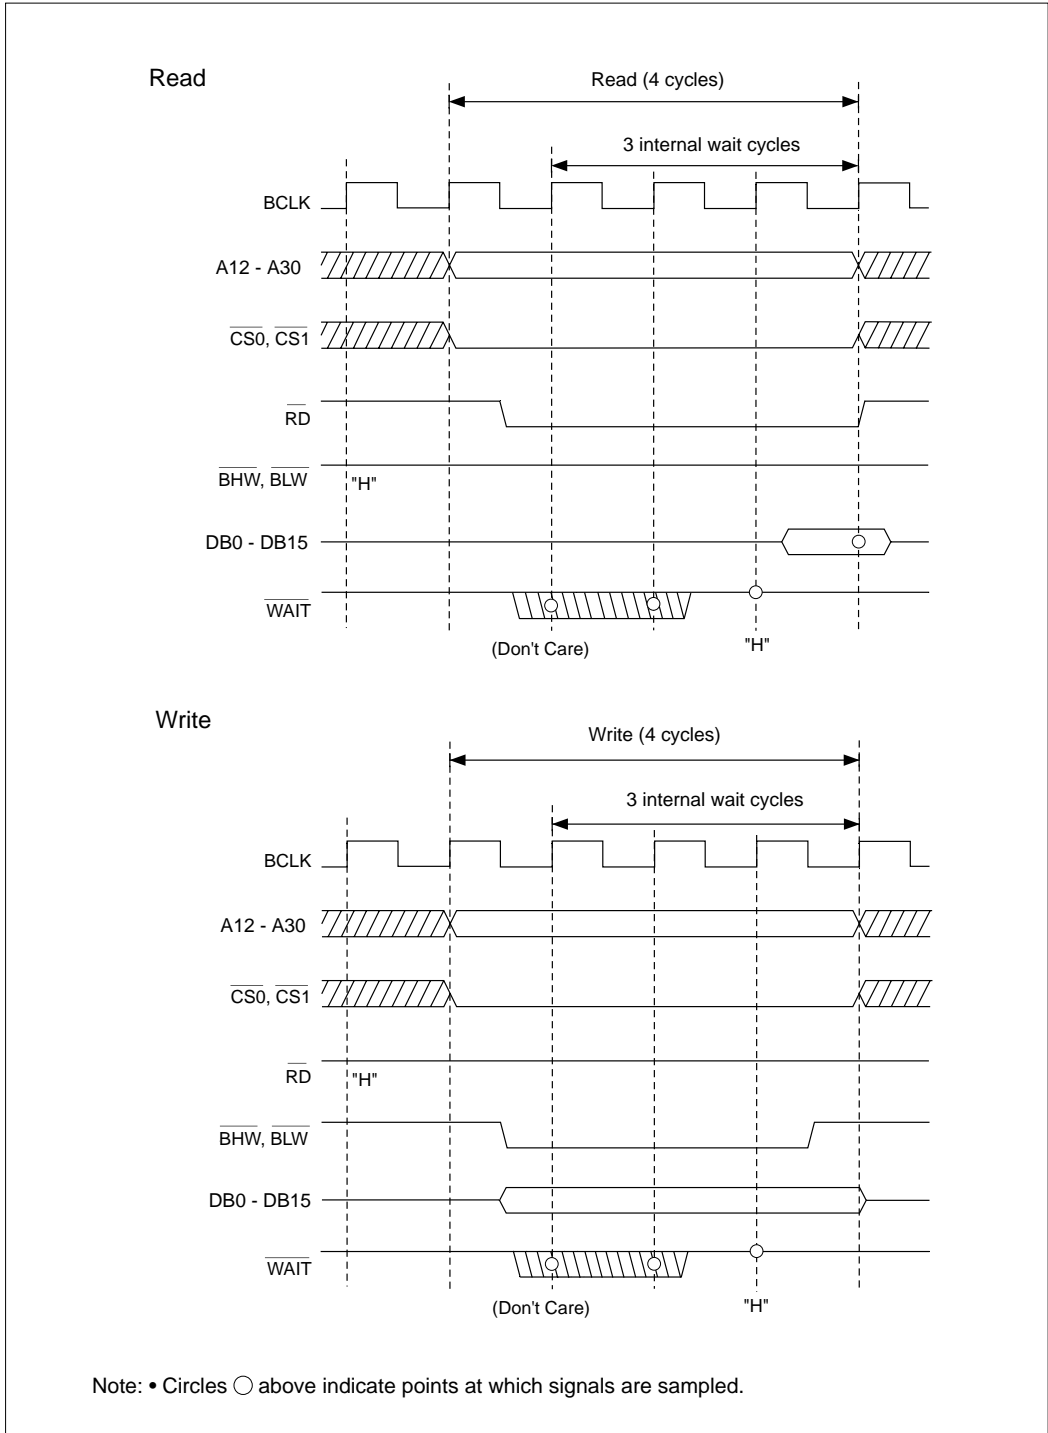 Read
Read (4 cycles)
3 internal wait cycles
BCLK
A12 - A30
CS0, CS1
RD
BHW, BLW
"H"
DB0 - DB15
WAIT
(Don't Care)
"H"
Write
Write (4 cycles)
3 internal wait cycles
BCLK
A12 - A30
CS0, CS1
RD
"H"
BHW, BLW
DB0 - DB15
WAIT
(Don't Care)
"H"
Note: • Circles ○ above indicate points at which signals are sampled.